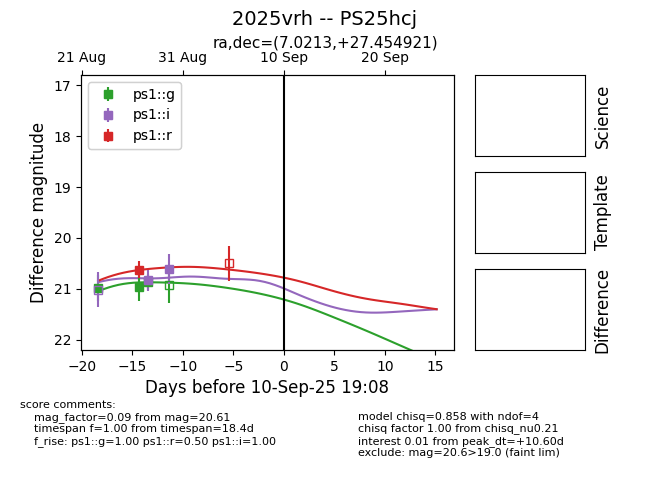 2025vrh -- PS25hcj
ra,dec=(7.0213,+27.454921)
21 Aug 31 Aug 10 Sep 20 Sep
17
18
19
20
21
22
Difference magnitude
ps1::g
ps1::i
ps1::r
−20 −15 −10 −5 0 5 10 15
Days before 10-Sep-25 19:08
Science
Template
Difference
score comments:
mag_factor=0.09 from mag=20.61
timespan f=1.00 from timespan=18.4d
f_rise: ps1::g=1.00 ps1::r=0.50 ps1::i=1.00
model chisq=0.858 with ndof=4
chisq factor 1.00 from chisq_nu0.21
interest 0.01 from peak_dt=+10.60d
exclude: mag=20.6>19.0 (faint lim)